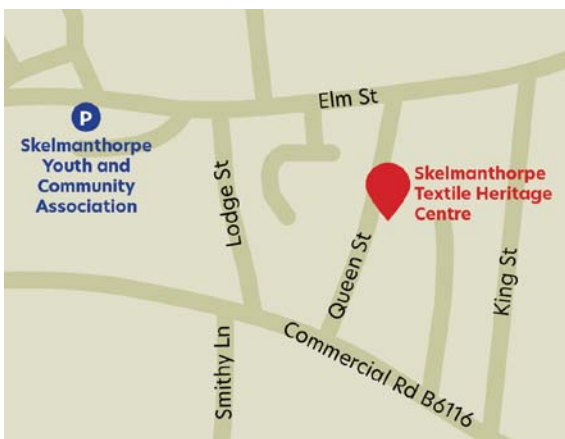 Elm St
P
Skelmanthorpe
Youth and
Community
Association
Skelmanthorpe
Textile Heritage
Centre
Lodge St
Queen St
King St
Smithy Ln
Commercial Rd B6116